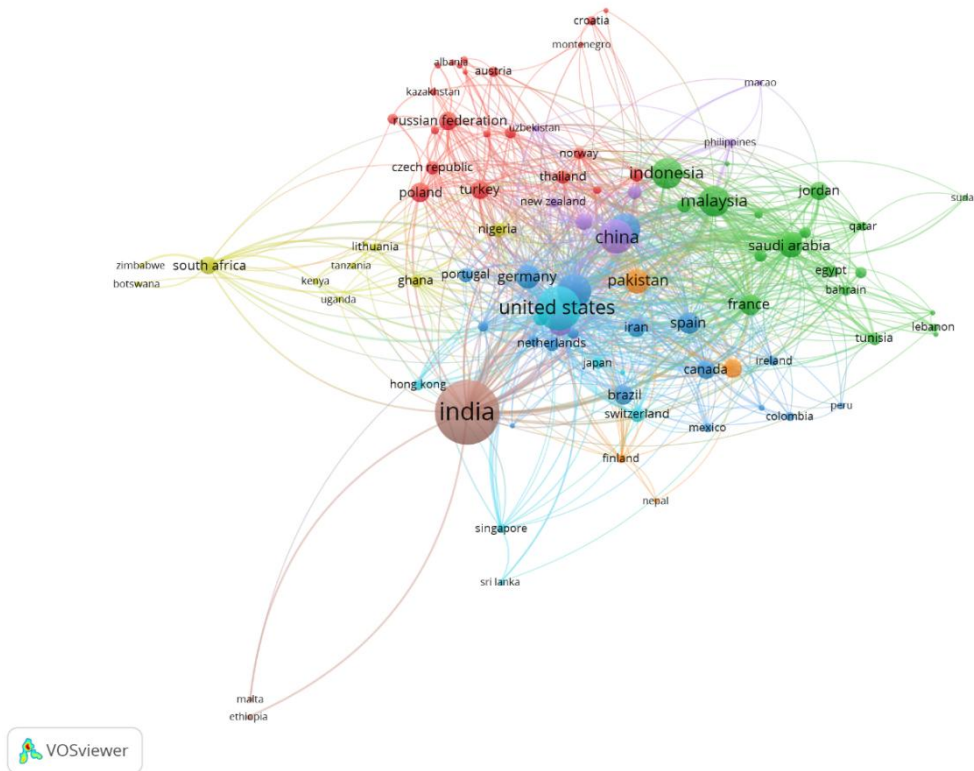 croatia
montenegro
albania
austria
macao
kazakhstan
russian federation
uzbekistan
philippines
norway
czech republic
thailand
indonesia
poland
turkey
malaysia
jordan
suda
new zealand
nigeria
china
qatar
lithuania
saudi arabia
zimbabwe
south africa
tanzania
botswana
kenya
ghana
portugal
germany
pakistan
egypt
bahrain
uganda
united states
france
iran
spain
lebanon
netherlands
tunisia
japan
ireland
hong kong
canada
brazil
india
switzerland
peru
mexico
colombia
finland
nepal
singapore
sri lanka
malta
ethiopia
VOSviewer